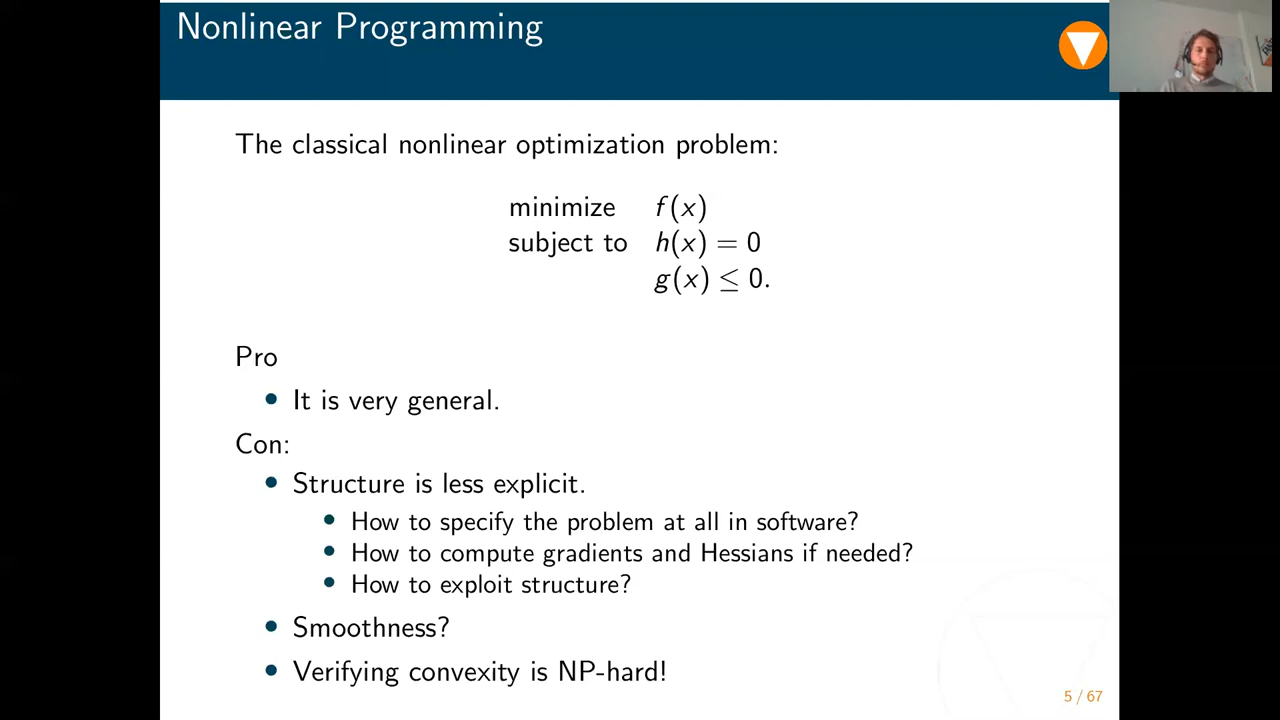 Nonlinear Programming
The classical nonlinear optimization problem:
minimize f(x)
subject to h(x) = 0
g(x) ≤ 0.
Pro
• It is very general.
Con:
• Structure is less explicit.
• How to specify the problem at all in software?
• How to compute gradients and Hessians if needed?
• How to exploit structure?
• Smoothness?
• Verifying convexity is NP-hard!
5 / 67